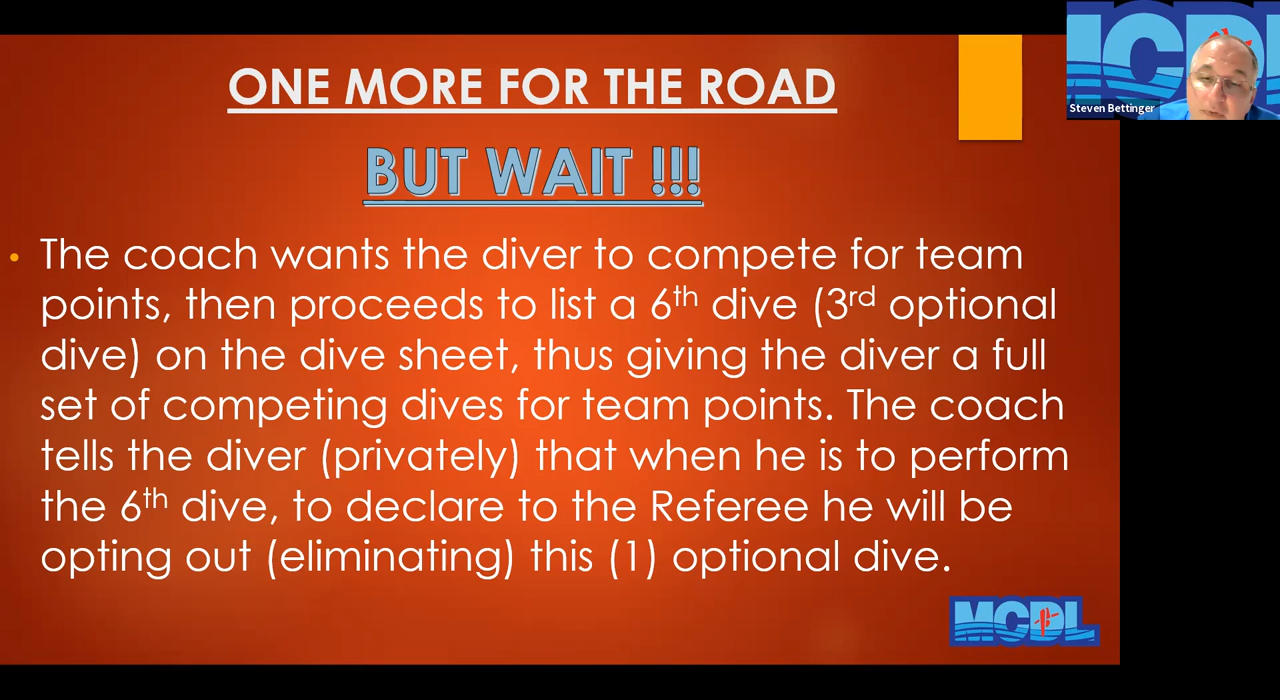 MCDL
Steven Bettinger
ONE MORE FOR THE ROAD
BUT WAIT !!!
• The coach wants the diver to compete for team
points, then proceeds to list a 6th dive (3rd optional
dive) on the dive sheet, thus giving the diver a full
set of competing dives for team points. The coach
tells the diver (privately) that when he is to perform
the 6th dive, to declare to the Referee he will be
opting out (eliminating) this (1) optional dive.
MCDL